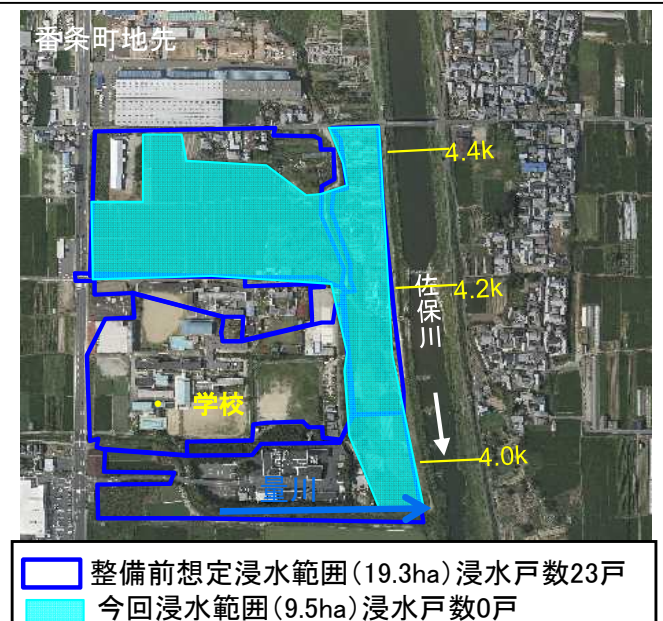 番条町地先
4.4k
4.2k
佐保川
学校
4.0k
量川
整備前想定浸水範囲(19.3ha)浸水戸数23戸
今回浸水範囲(9.5ha)浸水戸数0戸